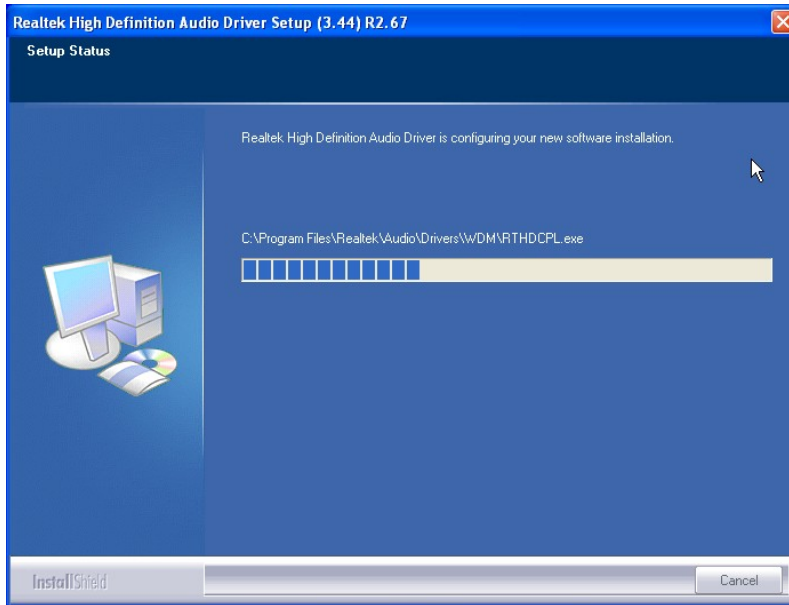 Realtek High Definition Audio Driver Setup (3.44) R2.67
Setup Status
Realtek High Definition Audio Driver is configuring your new software installation.
C:\Program Files\Realtek\Audio\Drivers\WDM\RTHDCPL.exe
InstallShield
Cancel